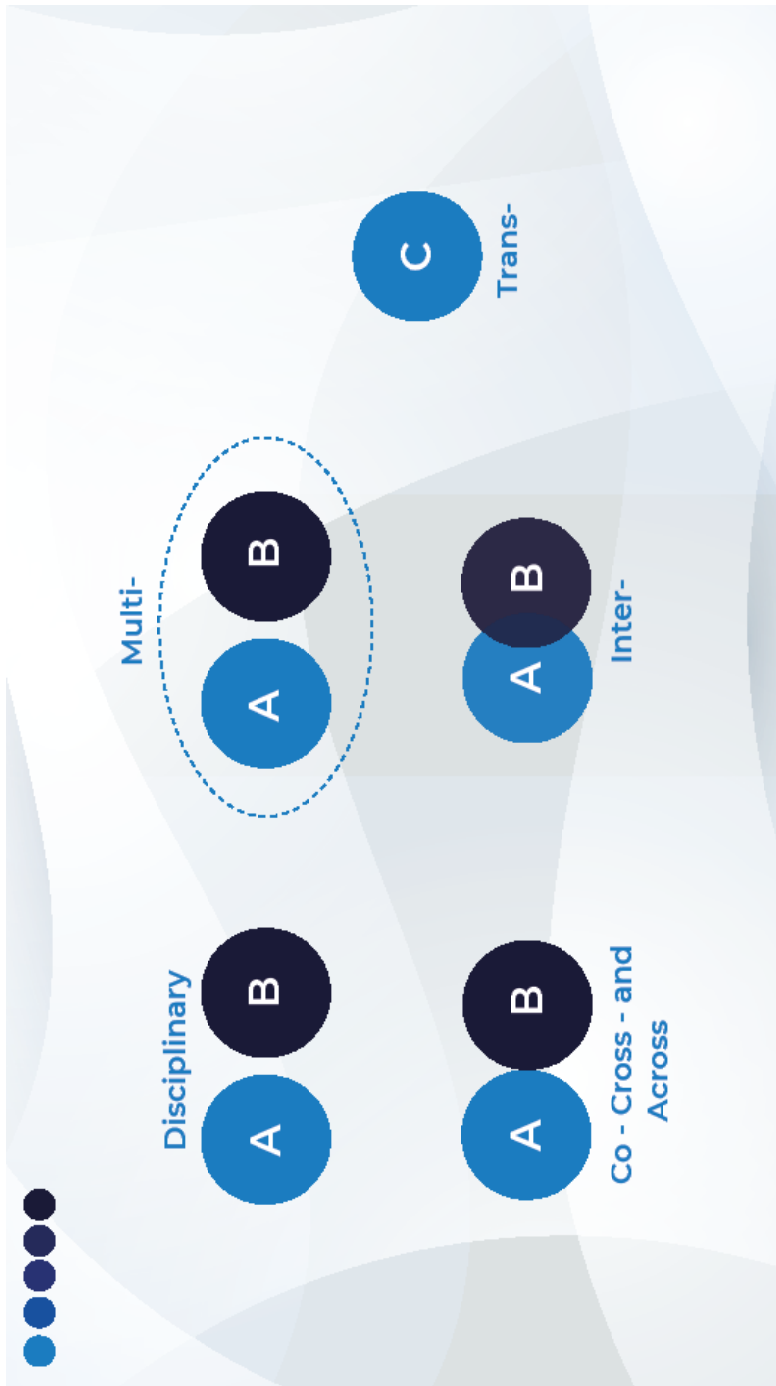 Disciplinary
A B
Multi-
A B
C
Trans-
A B
Co - Cross - and
Across
A B
Inter-